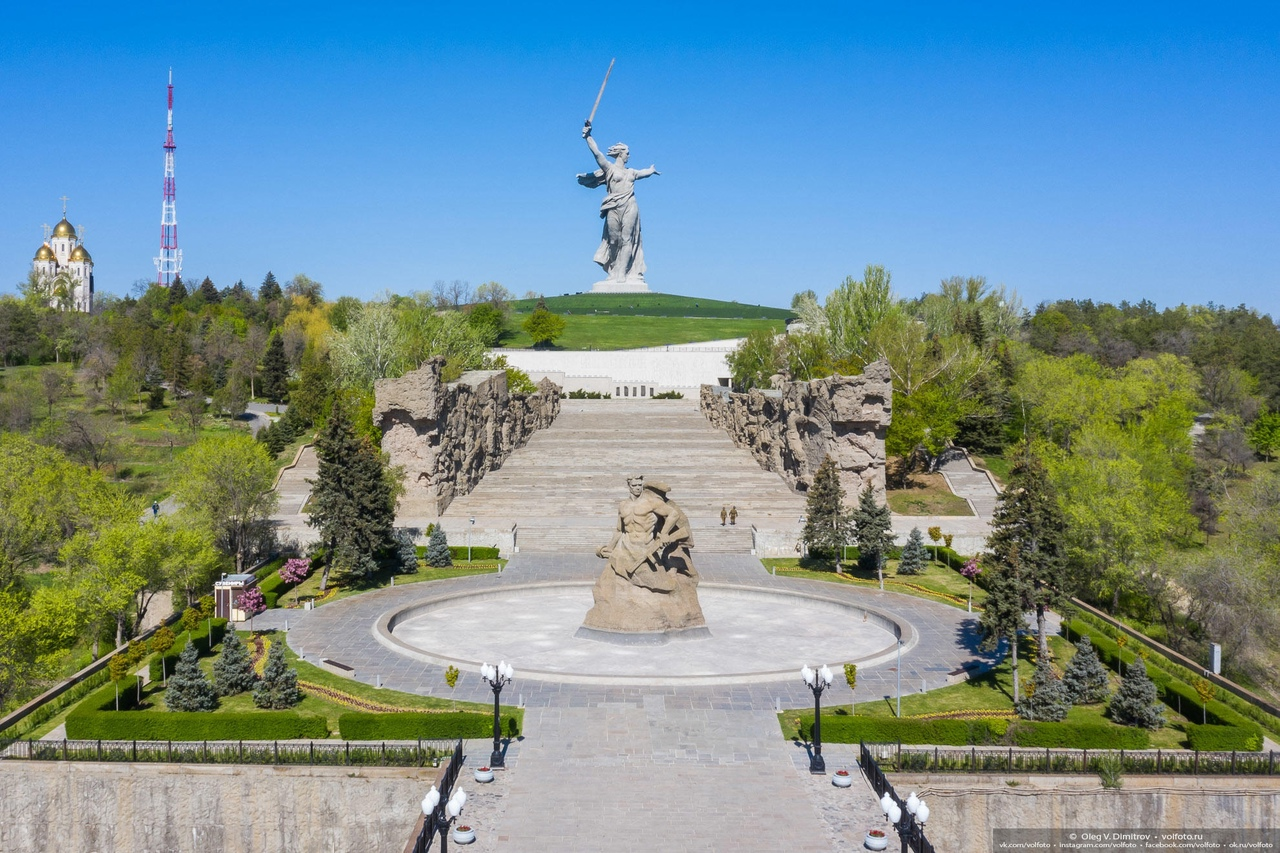 © Oleg V. Dimitrov • volfoto.ru
vk.com/volfoto • instagram.com/volfoto • facebook.com/volfoto • ok.ru/volfoto